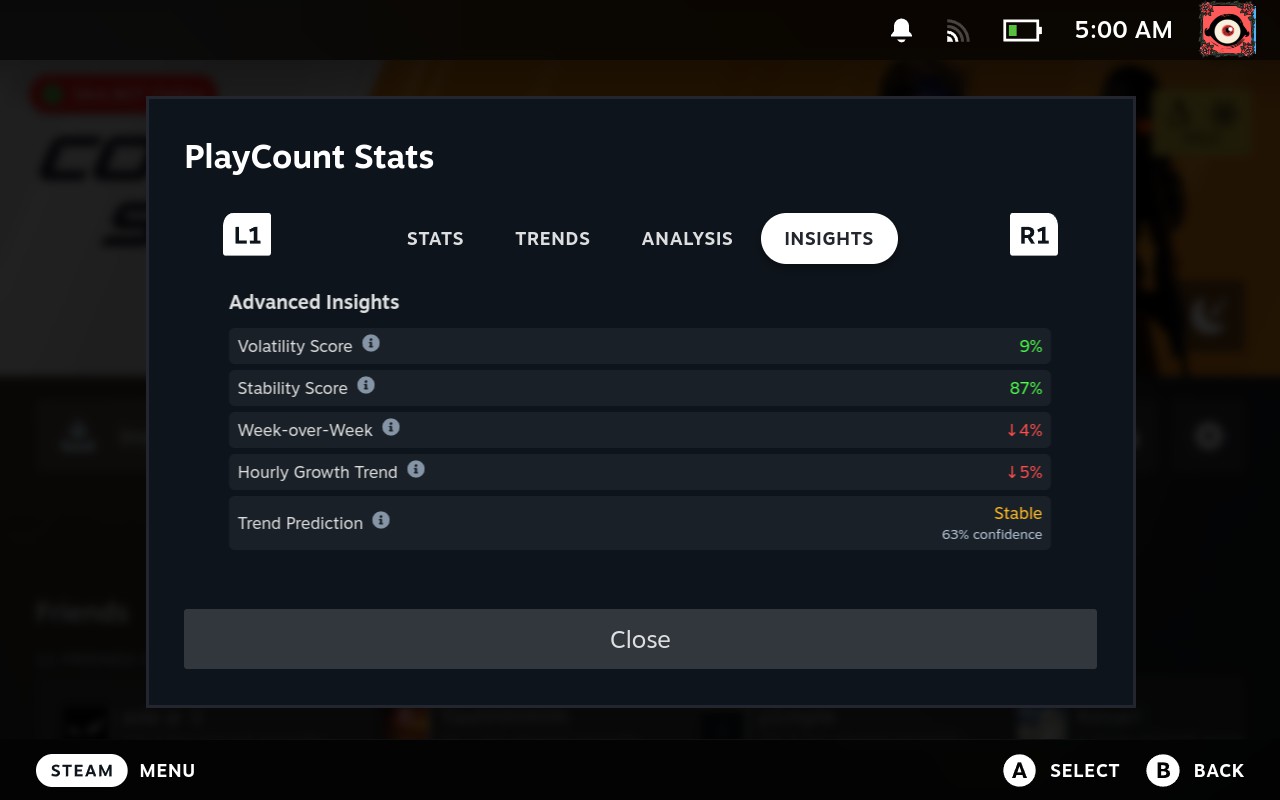 5:00 AM
PlayCount Stats
L1
STATS
TRENDS
ANALYSIS
INSIGHTS
R1
Advanced Insights
Volatility Score
9%
Stability Score
87%
Week-over-Week
↓4%
Hourly Growth Trend
↓5%
Trend Prediction
Stable
63% confidence
Close
Friends
STEAM MENU
A SELECT
B BACK